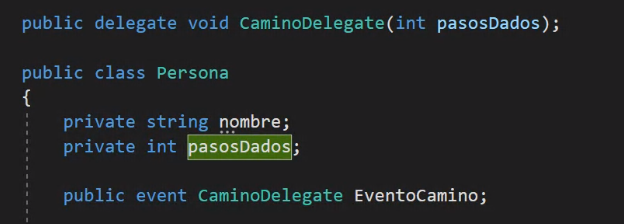 public delegate void CaminoDelegate(int pasosDados);
public class Persona
{
private string nombre;
private int pasosDados;
public event CaminoDelegate EventoCamino;